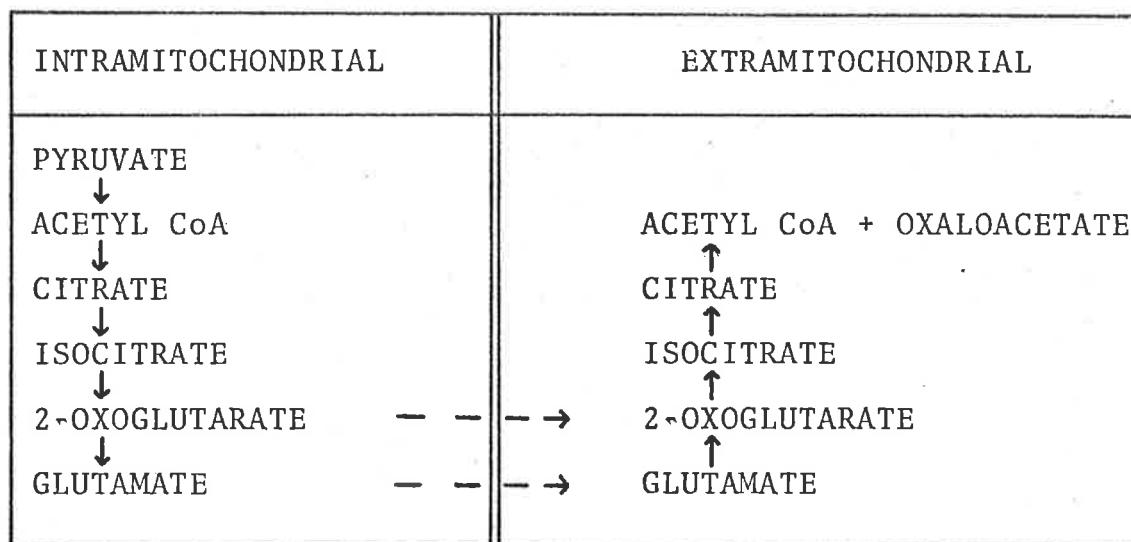 INTRAMITOCHONDRIAL
EXTRAMITOCHONDRIAL
PYRUVATE
↓
ACETYL CoA
↓
CITRATE
↓
ISOCITRATE
↓
2-OXOGLUTARATE
↓
GLUTAMATE
ACETYL CoA + OXALOACETATE
↑
CITRATE
↑
ISOCITRATE
↑
2-OXOGLUTARATE
↑
GLUTAMATE